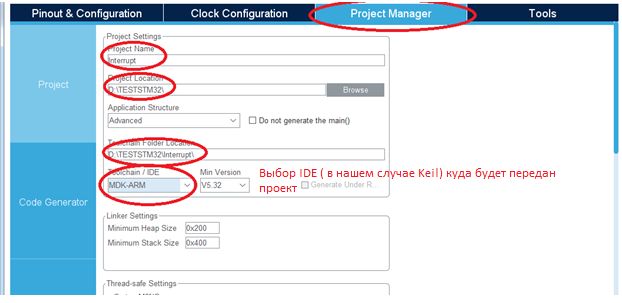 Pinout & Configuration Clock Configuration Project Manager Tools
Project
Code Generator
Project Settings
Project Name
Interrupt
Project Location
D:\TESTSTM32\
Browse
Application Structure
Advanced
Do not generate the main()
Toolchain Folder Location
D:\TESTSTM32\Interrupt\
Toolchain / IDE Min Version
MDK-ARM V5.32 Generate Under R...
Выбор IDE ( в нашем случае Keil) куда будет передан
проект
Linker Settings
Minimum Heap Size 0x200
Minimum Stack Size 0x400
Thread-safe Settings